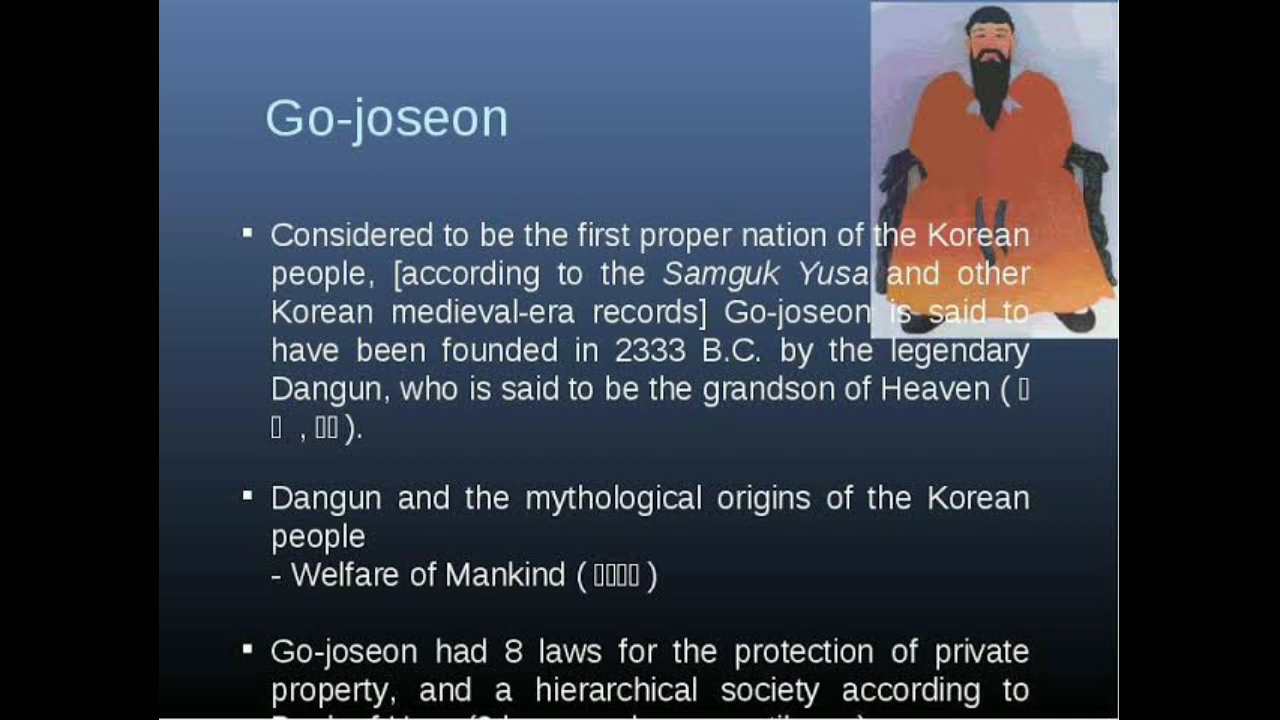 Go-joseon
▪ Considered to be the first proper nation of the Korean
people, [according to the Samguk Yusa and other
Korean medieval-era records] Go-joseon is said to
have been founded in 2333 B.C. by the legendary
Dangun, who is said to be the grandson of Heaven (
, ).
▪ Dangun and the mythological origins of the Korean
people
- Welfare of Mankind ( )
▪ Go-joseon had 8 laws for the protection of private
property, and a hierarchical society according to